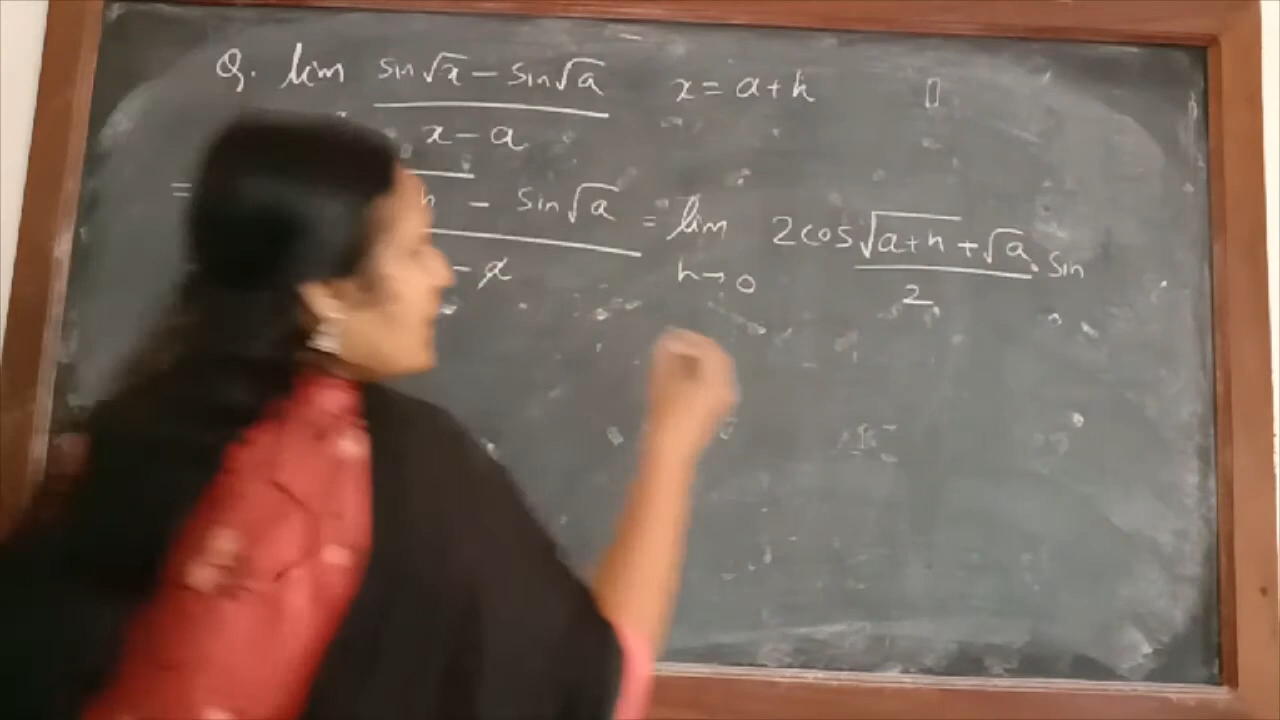 Q. lim sin√x - sin√a x = a+h
x - a
= h - sin√a = lim 2cos √a+h + √a . sin
- a h→0 2